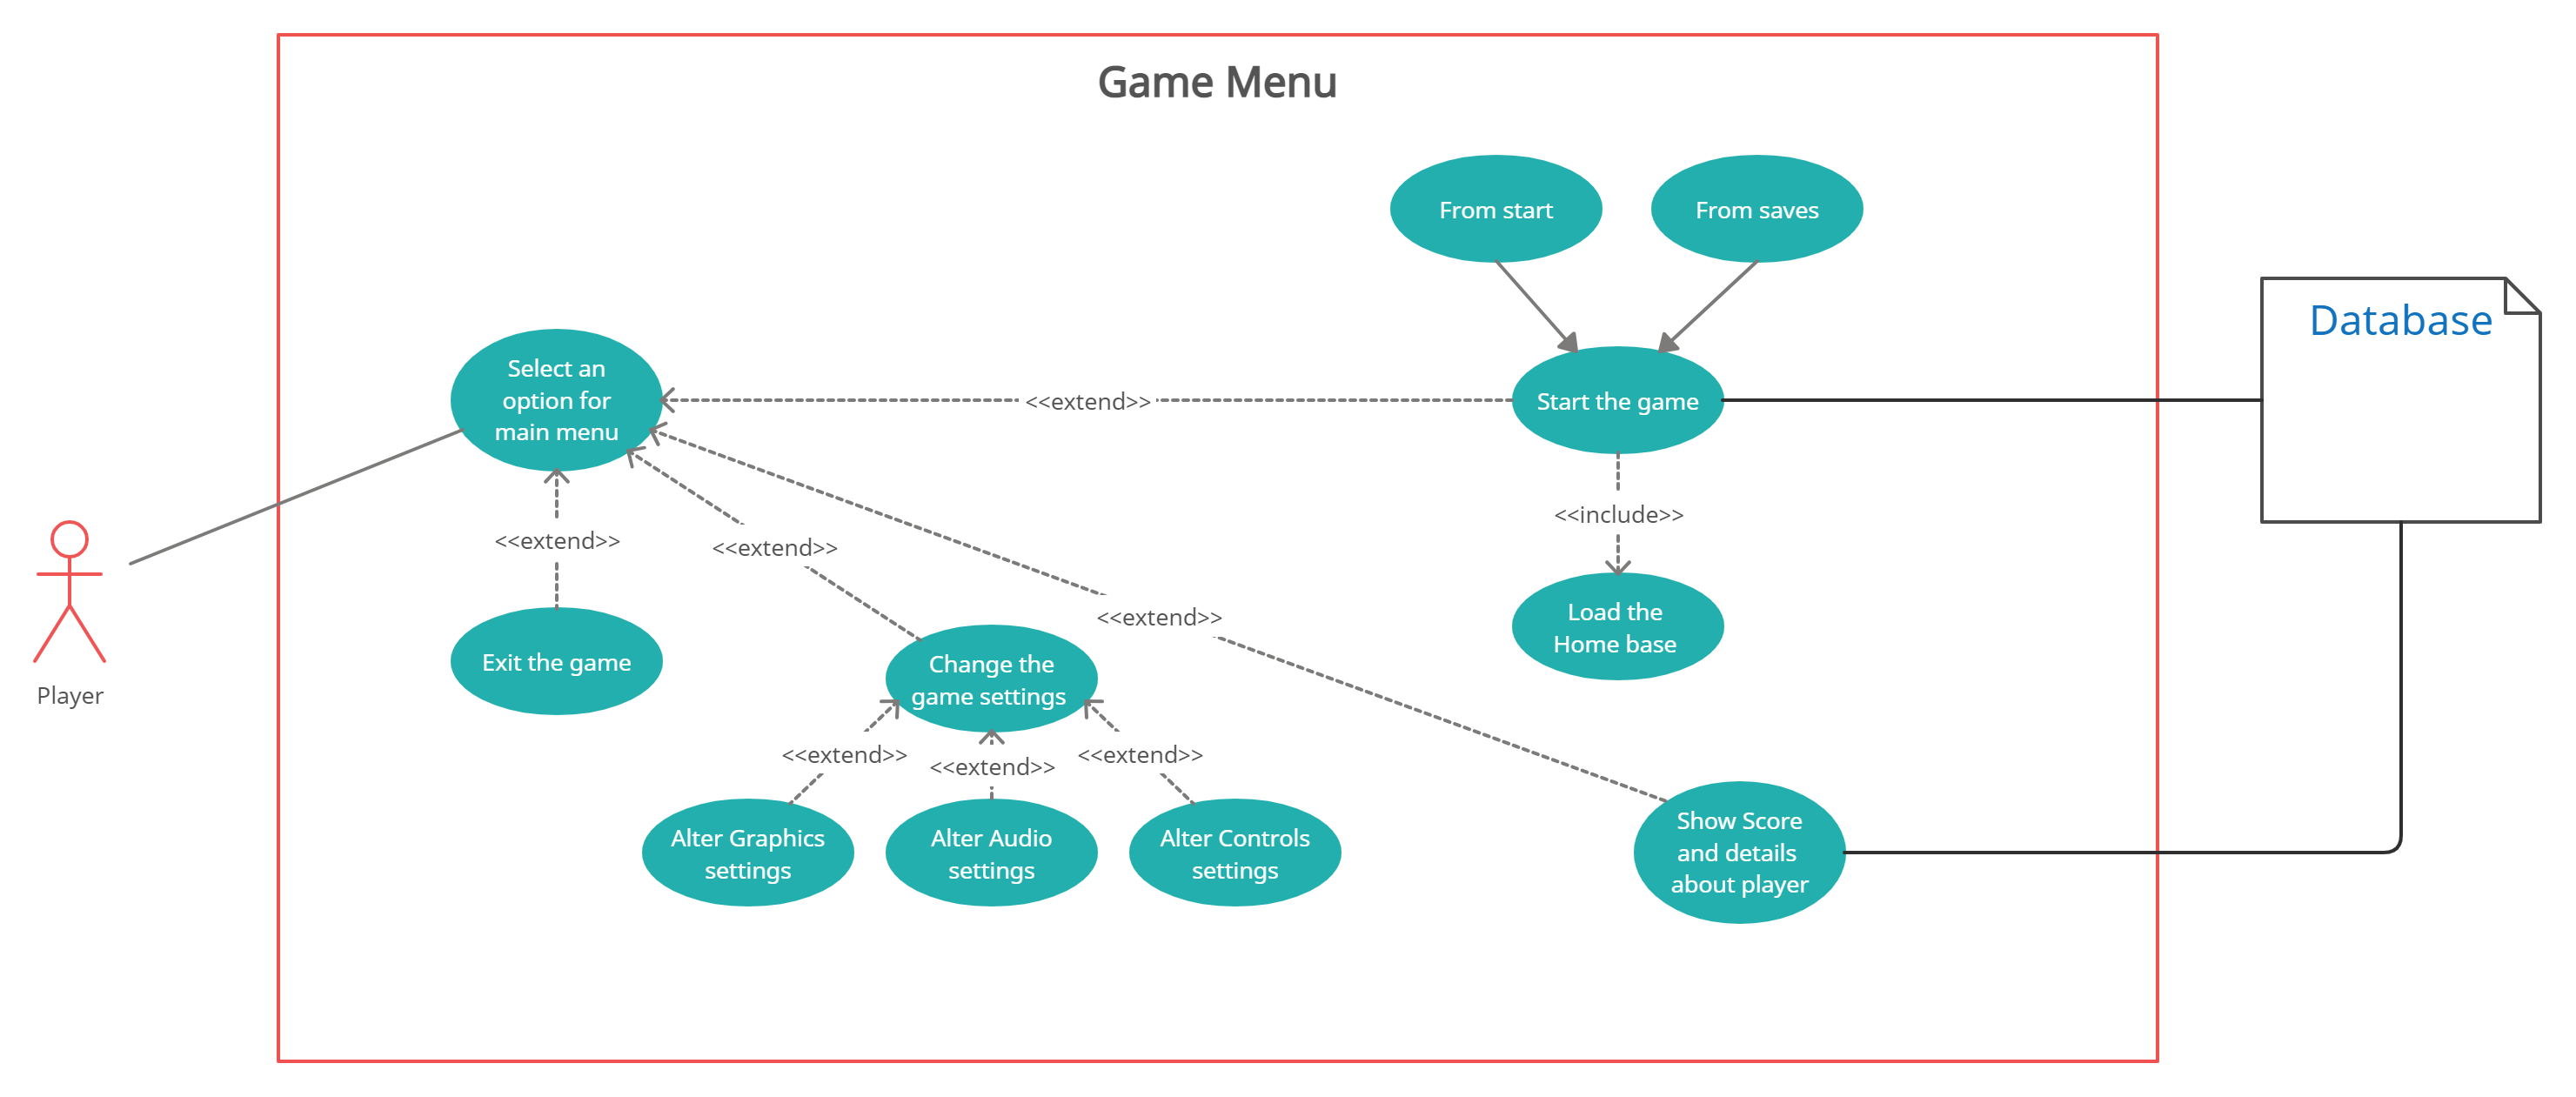 Game Menu
From start
From saves
Database
Select an
option for
main menu
<<extend>>
Start the game
<<include>>
<<extend>>
<<extend>>
<<extend>>
Load the
Home base
Exit the game
Change the
game settings
Player
<<extend>>
<<extend>>
<<extend>>
Alter Graphics
settings
Alter Audio
settings
Alter Controls
settings
Show Score
and details
about player